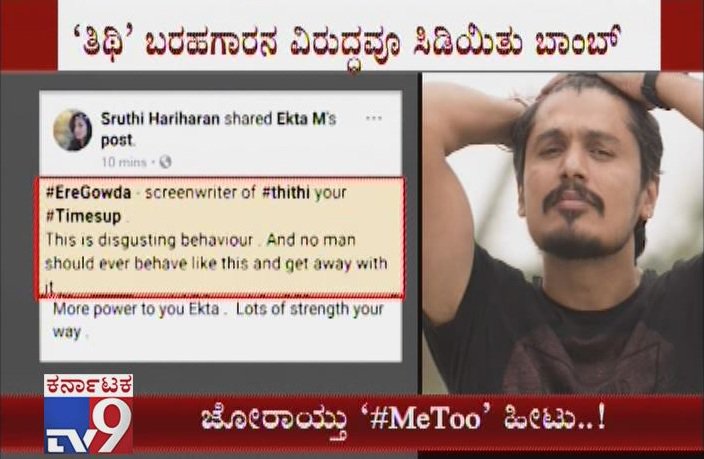 ‘ತಿಥಿ’ ಬರಹಗಾರನ ವಿರುದ್ಧವೂ ಸಿಡಿಯಿತು ಬಾಂಬ್
Sruthi Hariharan shared Ekta M's
post.
10 mins
#EreGowda - screenwriter of #thithi your
#Timesup .
This is disgusting behaviour . And no man
should ever behave like this and get away with
it
More power to you Ekta . Lots of strength your
way .
ಕರ್ನಾಟಕ
TV9
ಜೋರಾಯ್ತು ‘#MeToo’ ಹೀಟು..!